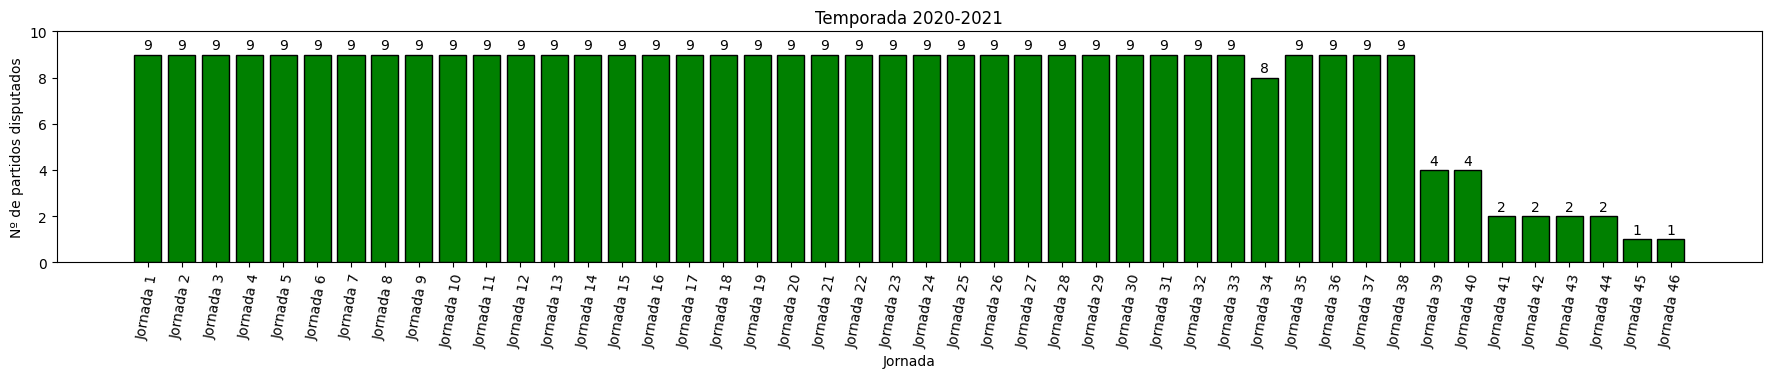 Temporada 2020-2021
Nº de partidos disputados
10
8
6
4
2
0
9 9 9 9 9 9 9 9 9 9 9 9 9 9 9 9 9 9 9 9 9 9 9 9 9 9 9 9 9 9 9 9 9 8 9 9 9 9 4 4 2 2 2 2 1 1
Jornada 1
Jornada 2
Jornada 3
Jornada 4
Jornada 5
Jornada 6
Jornada 7
Jornada 8
Jornada 9
Jornada 10
Jornada 11
Jornada 12
Jornada 13
Jornada 14
Jornada 15
Jornada 16
Jornada 17
Jornada 18
Jornada 19
Jornada 20
Jornada 21
Jornada 22
Jornada 23
Jornada 24
Jornada 25
Jornada 26
Jornada 27
Jornada 28
Jornada 29
Jornada 30
Jornada 31
Jornada 32
Jornada 33
Jornada 34
Jornada 35
Jornada 36
Jornada 37
Jornada 38
Jornada 39
Jornada 40
Jornada 41
Jornada 42
Jornada 43
Jornada 44
Jornada 45
Jornada 46
Jornada